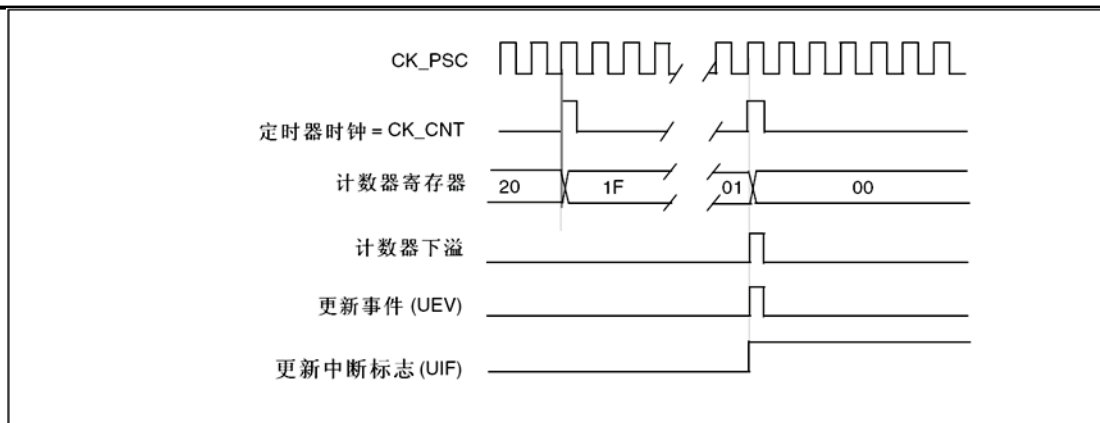 CK_PSC
定时器时钟 = CK_CNT
计数器寄存器 20 1F 01 00
计数器下溢
更新事件 (UEV)
更新中断标志 (UIF)